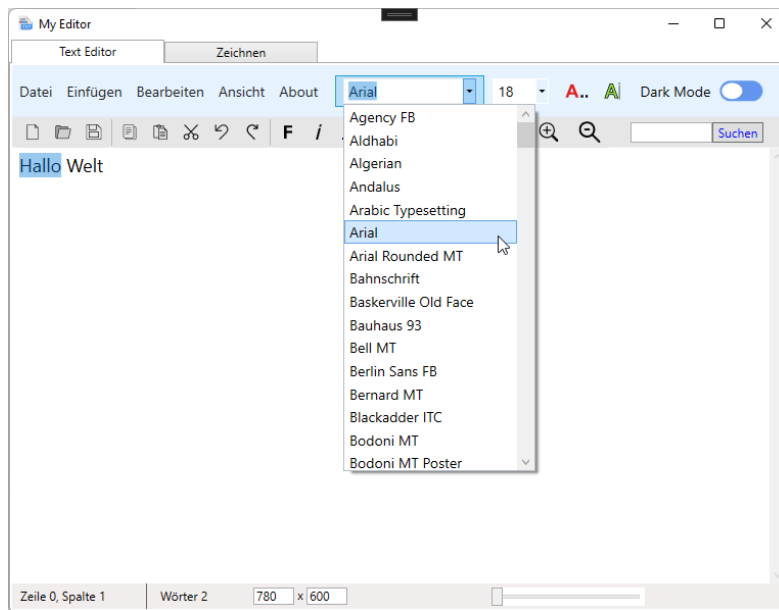 My Editor
Text Editor Zeichnen
Datei Einfügen Bearbeiten Ansicht About Arial 18 A.. A Dark Mode
F i Suchen
Hallo Welt
Agency FB
Aldhabi
Algerian
Andalus
Arabic Typesetting
Arial
Arial Rounded MT
Bahnschrift
Baskerville Old Face
Bauhaus 93
Bell MT
Berlin Sans FB
Bernard MT
Blackadder ITC
Bodoni MT
Bodoni MT Poster
Zeile 0, Spalte 1 Wörter 2 780 x 600